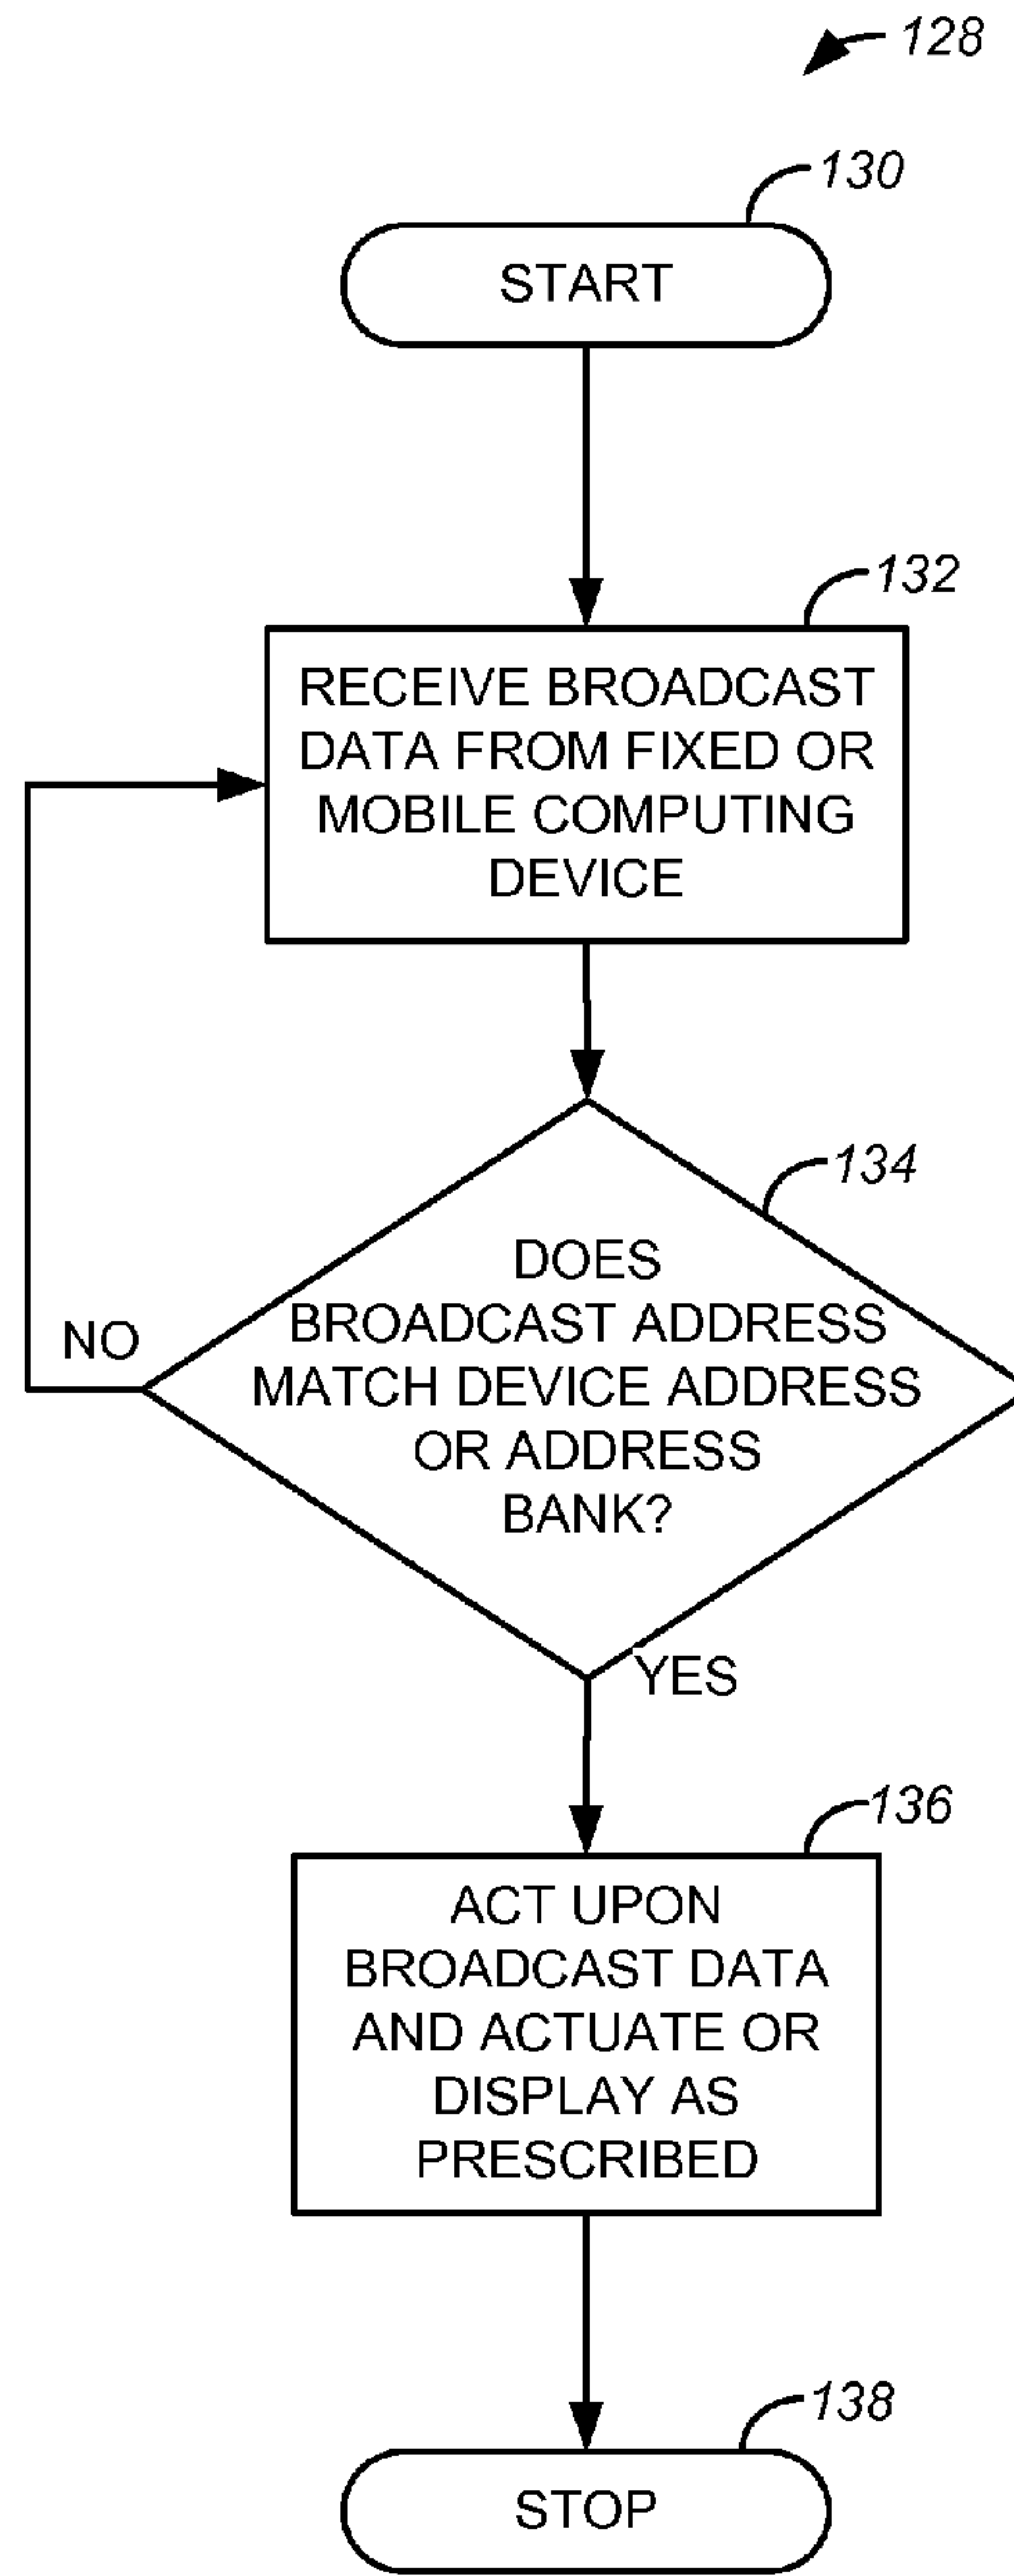 128
130
START
132
RECEIVE BROADCAST
DATA FROM FIXED OR
MOBILE COMPUTING
DEVICE
134
DOES
BROADCAST ADDRESS
MATCH DEVICE ADDRESS
OR ADDRESS
BANK?
NO
YES
136
ACT UPON
BROADCAST DATA
AND ACTUATE OR
DISPLAY AS
PRESCRIBED
138
STOP